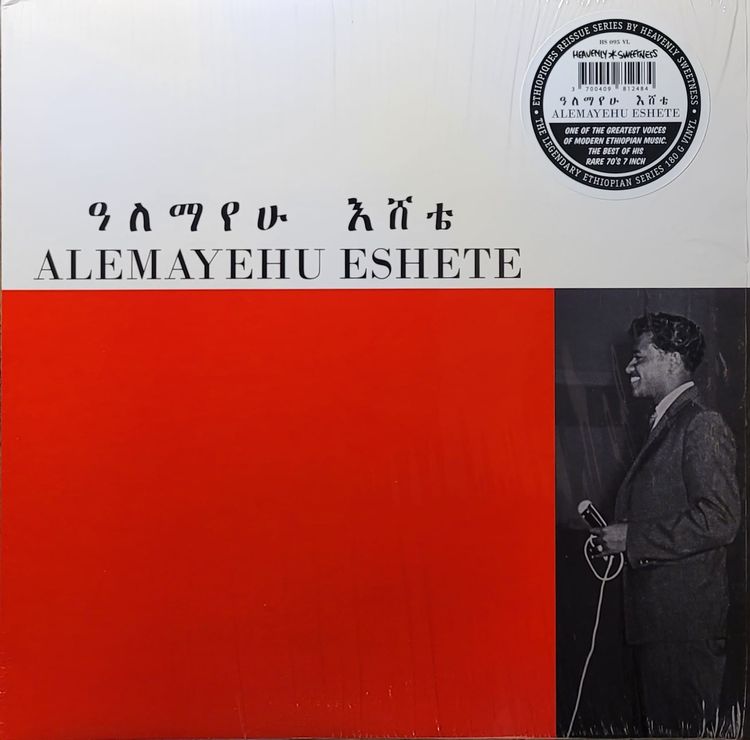 ETHIOPIQUES REISSUE SERIES BY HEAVENLY SWEETNESS
HS 095 VL
HEAVENLY★SWEETNESS
3 700409 812484
ዓለማየሁ እሸቴ
ALEMAYEHU ESHETE
ONE OF THE GREATEST VOICES
OF MODERN ETHIOPIAN MUSIC.
THE BEST OF HIS
RARE 70'S 7 INCH
• THE LEGENDARY ETHIOPIAN SERIES 180 G VINYL •
ዓለማየሁ እሸቴ
ALEMAYEHU ESHETE